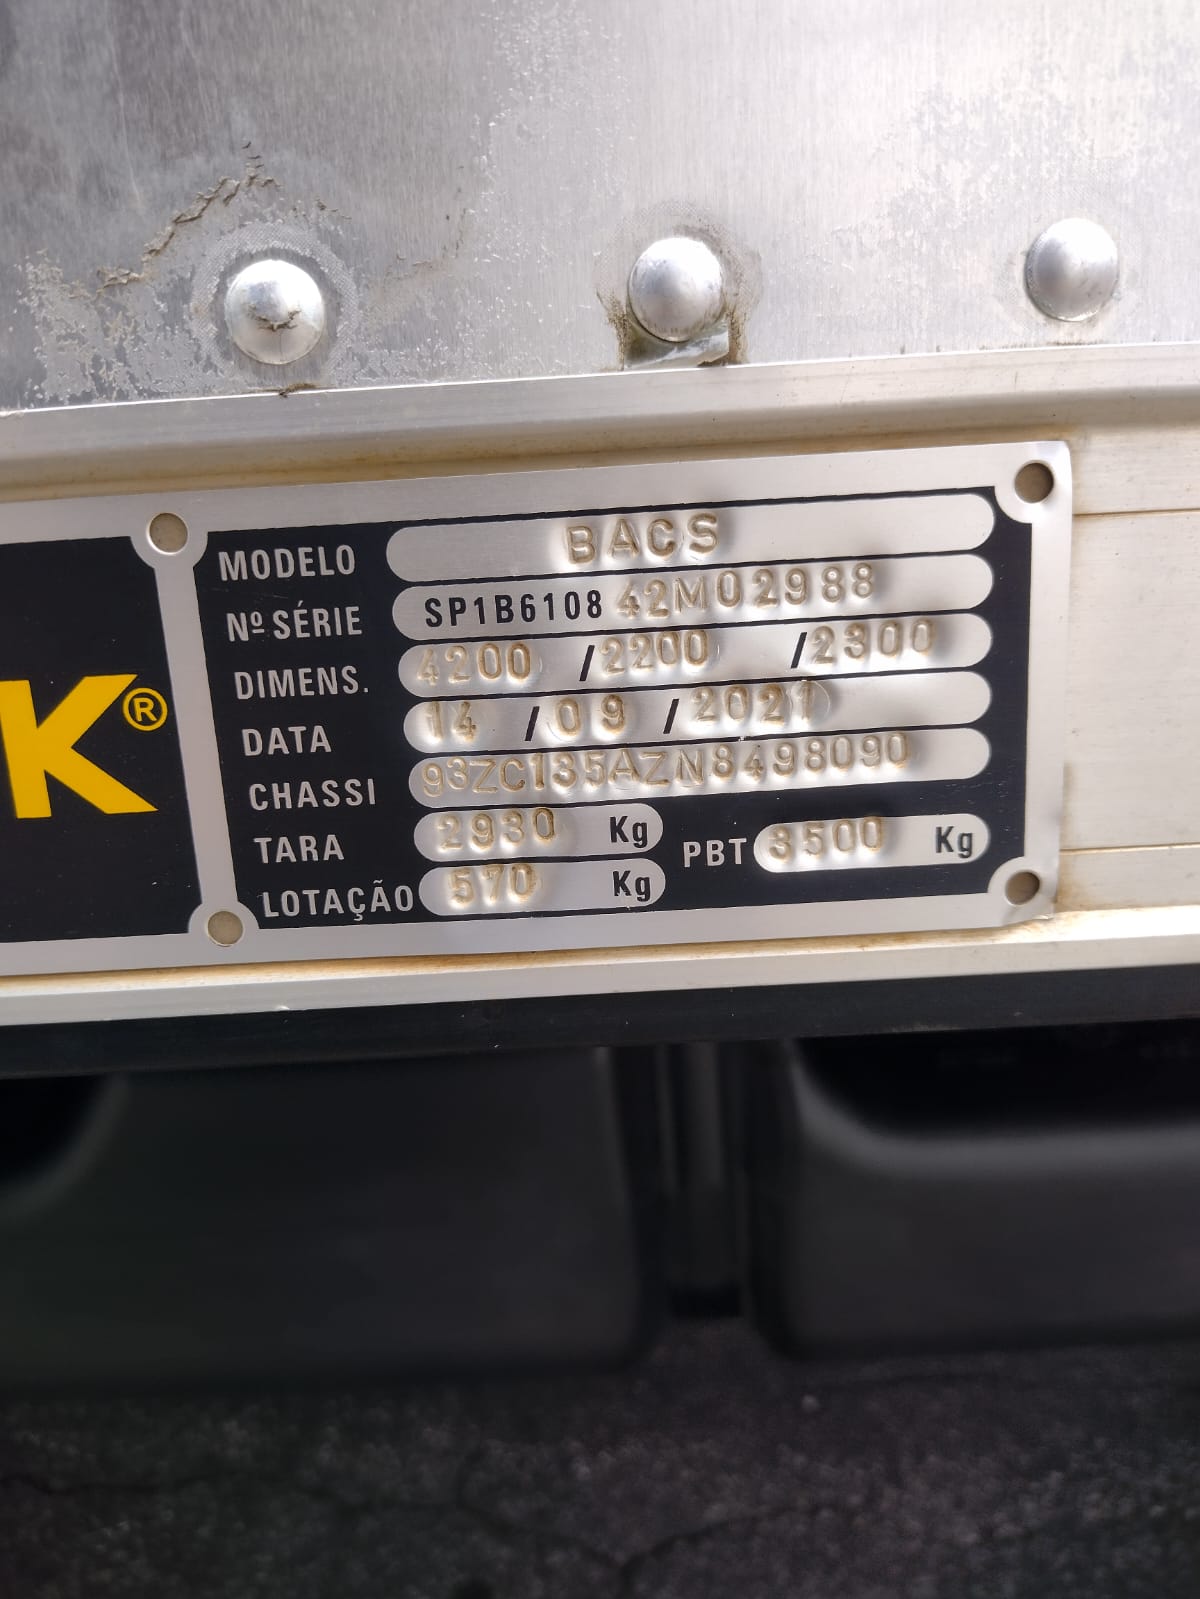 K®
MODELO BACS
Nº SÉRIE SP1B6108 42M02988
DIMENS. 4200 /2200 /2300
DATA 14 /09 /2021
CHASSI 93ZC135AZN8498090
TARA 2930 Kg PBT 3500 Kg
LOTAÇÃO 570 Kg